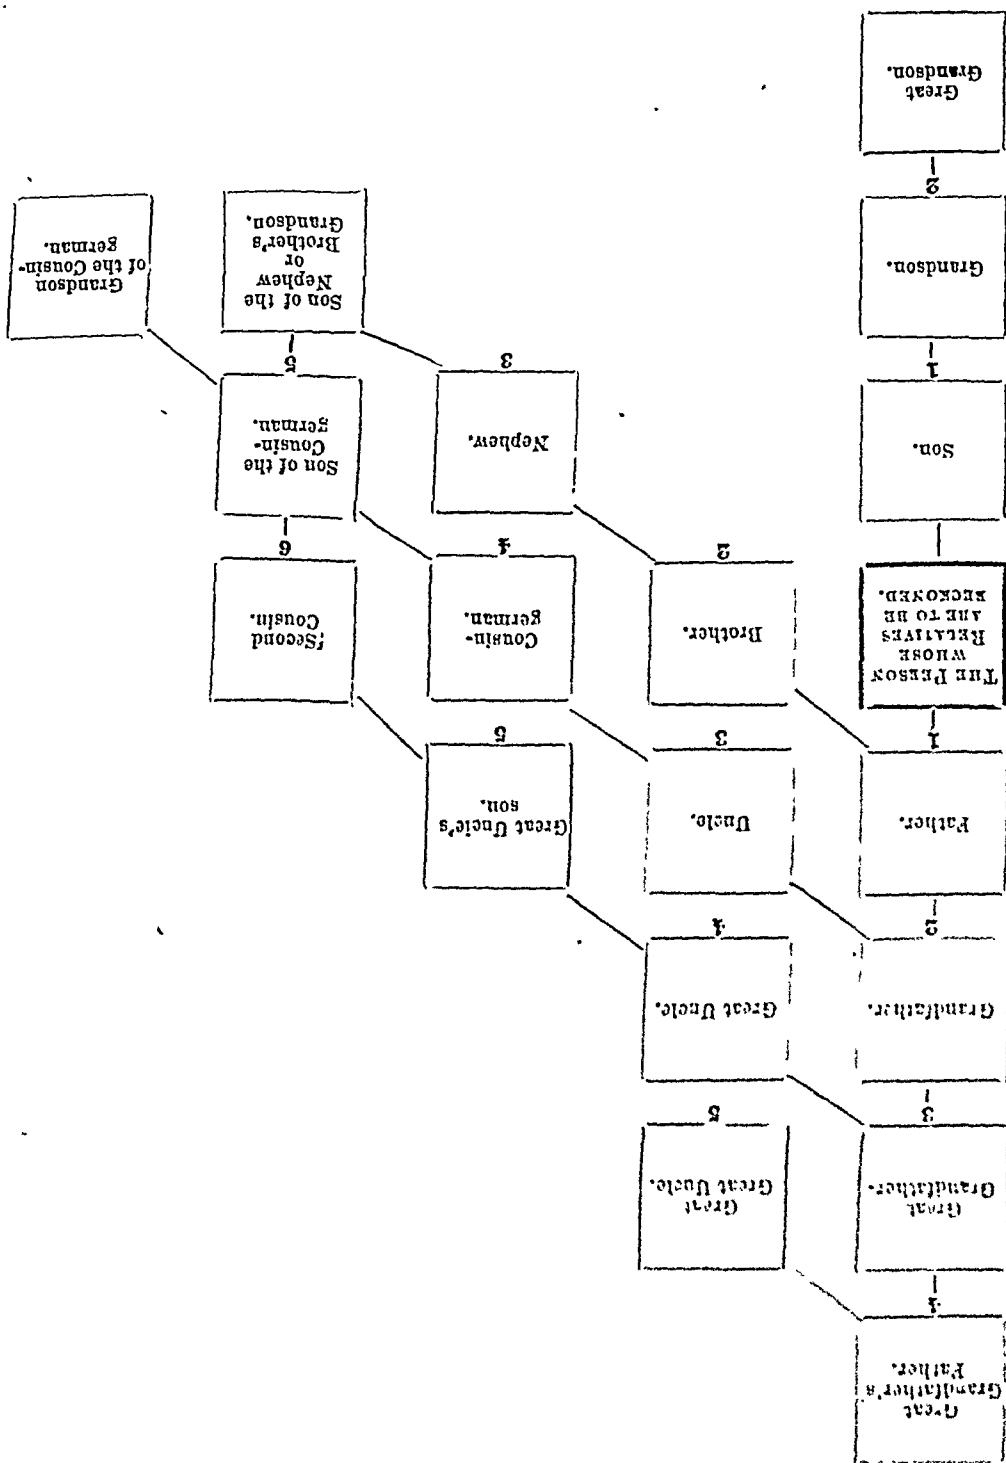 Great
Grandfather's
Father.
4
Great
Grandfather.
Great
Great Uncle.
3
5
Grandfather.
Great Uncle.
2
4
Father.
Uncle.
Great Uncle's
son.
1
3
5
THE PERSON
WHOSE
RELATIVES
ARE TO BE
RECKONED.
Brother.
Cousin-
german.
Second
Cousin.
2
4
6
Son.
Nephew.
Son of the
Cousin-
german.
1
3
5
Grandson.
Son of the
Nephew
or
Brother's
Grandson.
Grandson
of the Cousin-
german.
2
Great
Grandson.